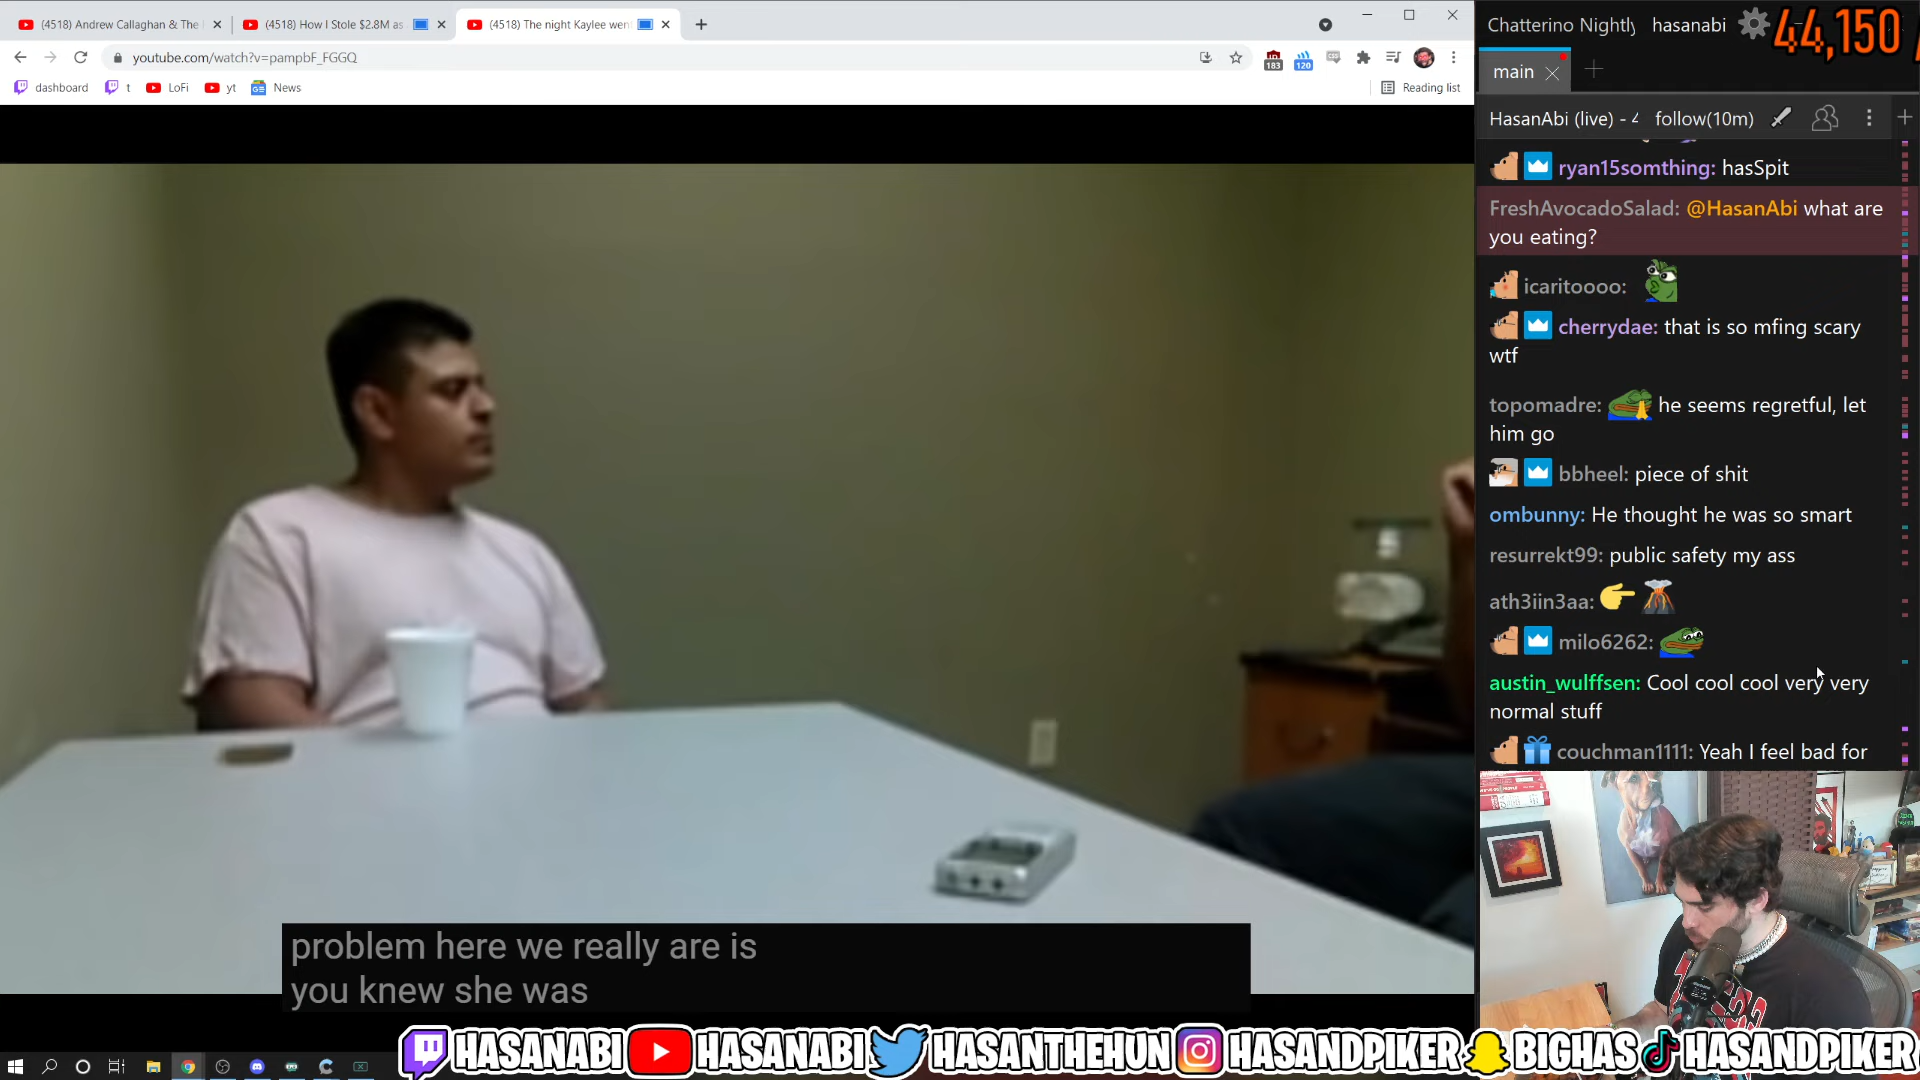 (4518) Andrew Callaghan & The
(4518) How I Stole $2.8M as
(4518) The night Kaylee wen
youtube.com/watch?v=pampbF_FGGQ
183
120
dashboard
t
LoFi
yt
News
Reading list
Chatterino Nightly
hasanabi
44,150
main
HasanAbi (live) - 4
follow(10m)
ryan15somthing: hasSpit
FreshAvocadoSalad: @HasanAbi what are
you eating?
icaritoooo:
cherrydae: that is so mfing scary
wtf
topomadre: he seems regretful, let
him go
bbheel: piece of shit
ombunny: He thought he was so smart
resurrekt99: public safety my ass
ath3iin3aa:
milo6262:
austin_wulffsen: Cool cool cool very very
normal stuff
couchman1111: Yeah I feel bad for
problem here we really are is
you knew she was
HASANABI
HASANABI
HASANTHEHUN
HASANDPIKER
BIGHAS
HASANDPIKER